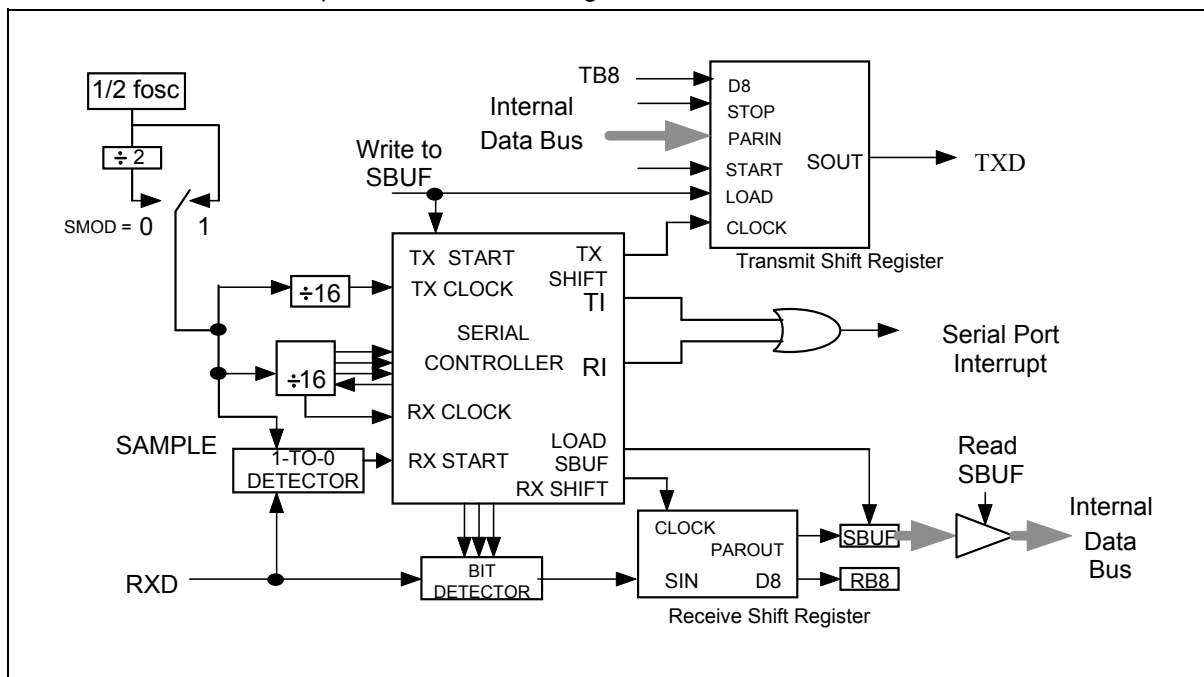 TB8
D8
STOP
Internal
Data Bus
PARIN
START
LOAD
CLOCK
SOUT
TXD
Transmit Shift Register
1/2 fosc
÷ 2
SMOD = 0 1
Write to
SBUF
÷16
÷16
TX START
TX CLOCK
SERIAL
CONTROLLER
RX CLOCK
RX START
TX
SHIFT
TI
RI
LOAD
SBUF
RX SHIFT
Serial Port
Interrupt
SAMPLE
1-TO-0
DETECTOR
RXD
BIT
DETECTOR
CLOCK
PAROUT
SIN D8
Receive Shift Register
SBUF
RB8
Read
SBUF
Internal
Data
Bus